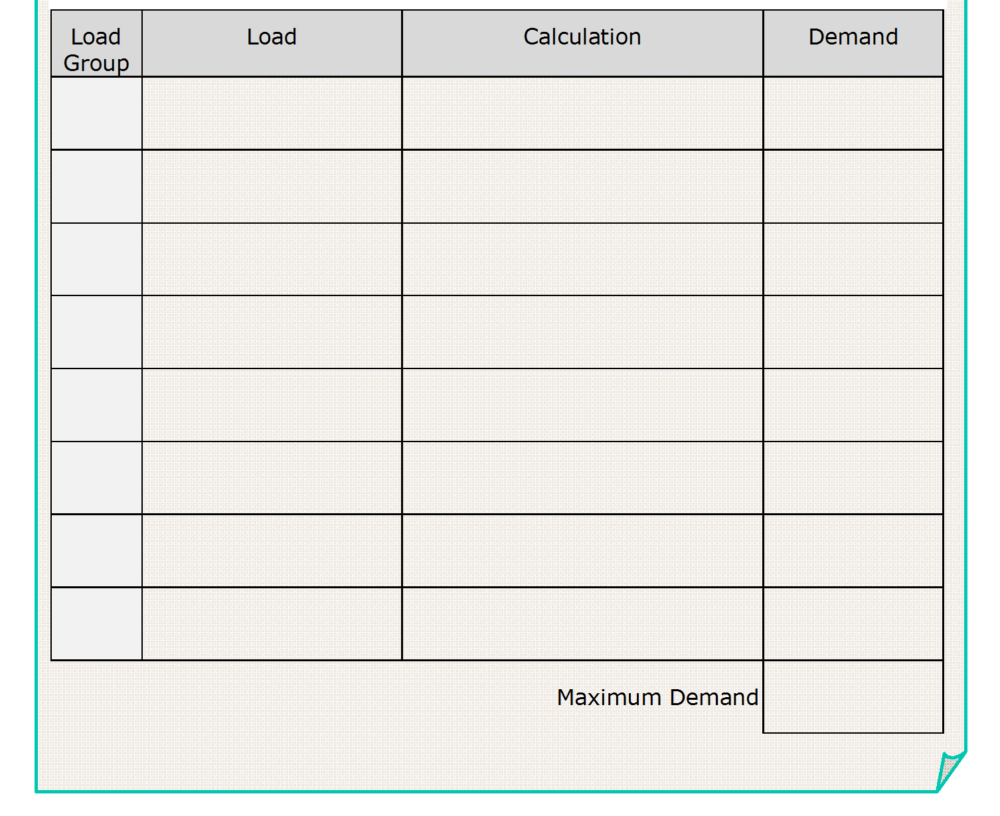 Load Group
Load
Calculation
Demand
Maximum Demand